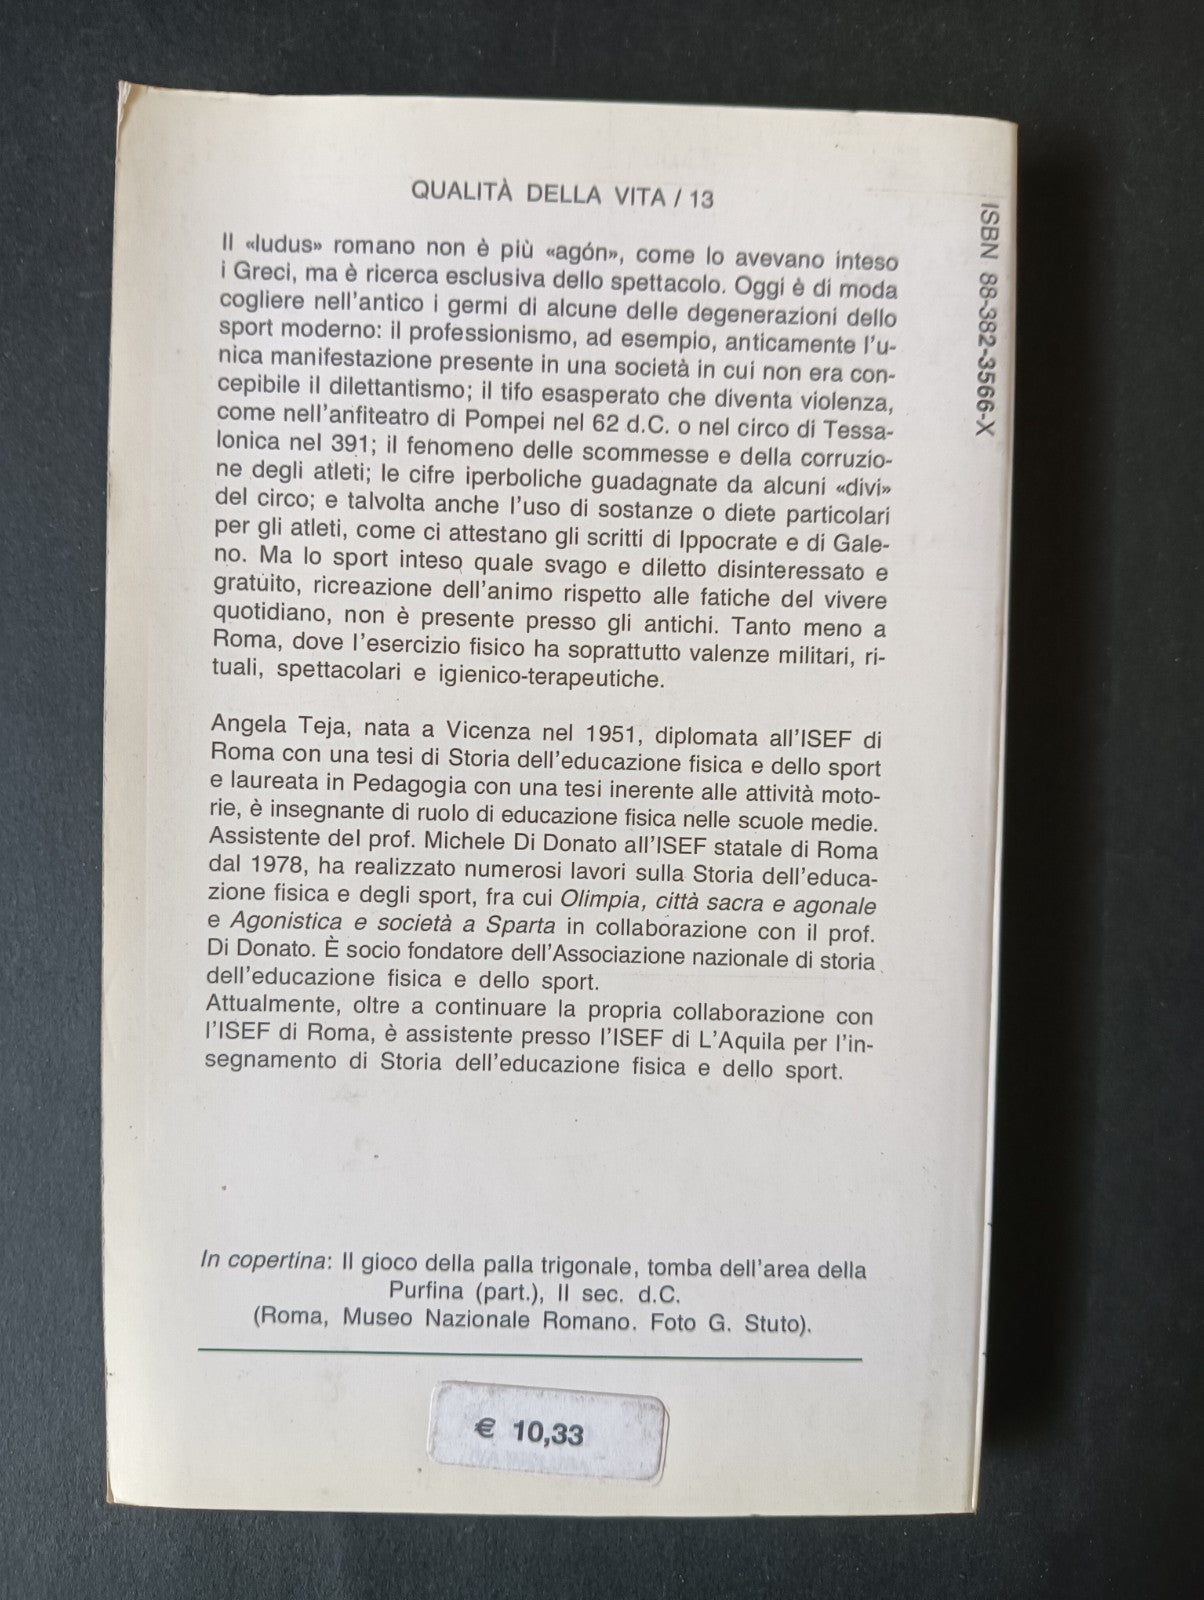 QUALITÀ DELLA VITA / 13
Il «ludus» romano non è più «agón», come lo avevano inteso
i Greci, ma è ricerca esclusiva dello spettacolo. Oggi è di moda
cogliere nell'antico i germi di alcune delle degenerazioni dello
sport moderno: il professionismo, ad esempio, anticamente l'u-
nica manifestazione presente in una società in cui non era con-
cepibile il dilettantismo; il tifo esasperato che diventa violenza,
come nell'anfiteatro di Pompei nel 62 d.C. o nel circo di Tessa-
lonica nel 391; il fenomeno delle scommesse e della corruzio-
ne degli atleti; le cifre iperboliche guadagnate da alcuni «divi»
del circo; e talvolta anche l'uso di sostanze o diete particolari
per gli atleti, come ci attestano gli scritti di Ippocrate e di Gale-
no. Ma lo sport inteso quale svago e diletto disinteressato e
gratuito, ricreazione dell'animo rispetto alle fatiche del vivere
quotidiano, non è presente presso gli antichi. Tanto meno a
Roma, dove l'esercizio fisico ha soprattutto valenze militari, ri-
tuali, spettacolari e igienico-terapeutiche.
Angela Teja, nata a Vicenza nel 1951, diplomata all'ISEF di
Roma con una tesi di Storia dell'educazione fisica e dello sport
e laureata in Pedagogia con una tesi inerente alle attività moto-
rie, è insegnante di ruolo di educazione fisica nelle scuole medie.
Assistente del prof. Michele Di Donato all'ISEF statale di Roma
dal 1978, ha realizzato numerosi lavori sulla Storia dell'educa-
zione fisica e degli sport, fra cui Olimpia, città sacra e agonale
e Agonistica e società a Sparta in collaborazione con il prof.
Di Donato. È socio fondatore dell'Associazione nazionale di storia
dell'educazione fisica e dello sport.
Attualmente, oltre a continuare la propria collaborazione con
l'ISEF di Roma, è assistente presso l'ISEF di L'Aquila per l'in-
segnamento di Storia dell'educazione fisica e dello sport.
In copertina: Il gioco della palla trigonale, tomba dell'area della
Purfina (part.), II sec. d.C.
(Roma, Museo Nazionale Romano. Foto G. Stuto).
€ 10,33
ISBN 88-382-3566-X